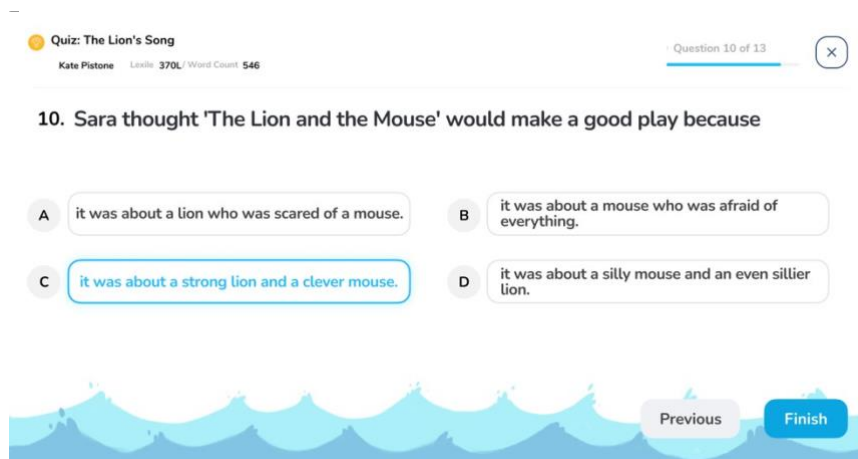 Quiz: The Lion's Song
Kate Pistone Lexile 370L/ Word Count 546
Question 10 of 13
10. Sara thought 'The Lion and the Mouse' would make a good play because
A it was about a lion who was scared of a mouse.
B it was about a mouse who was afraid of
everything.
C it was about a strong lion and a clever mouse.
D it was about a silly mouse and an even sillier
lion.
Previous
Finish